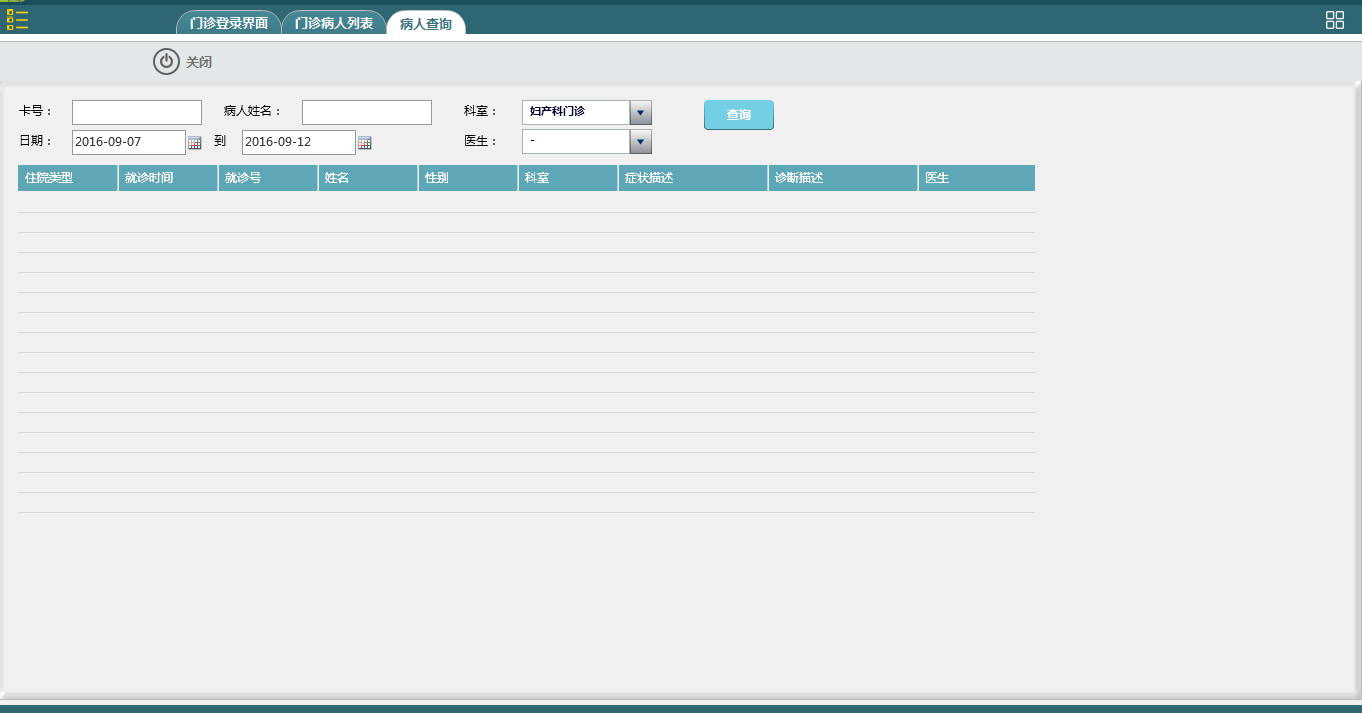 门诊登录界面 门诊病人列表 病人查询
关闭
卡号： 病人姓名： 科室： 妇产科门诊 查询
日期： 2016-09-07 到 2016-09-12 医生： -
住院类型 就诊时间 就诊号 姓名 性别 科室 症状描述 诊断描述 医生